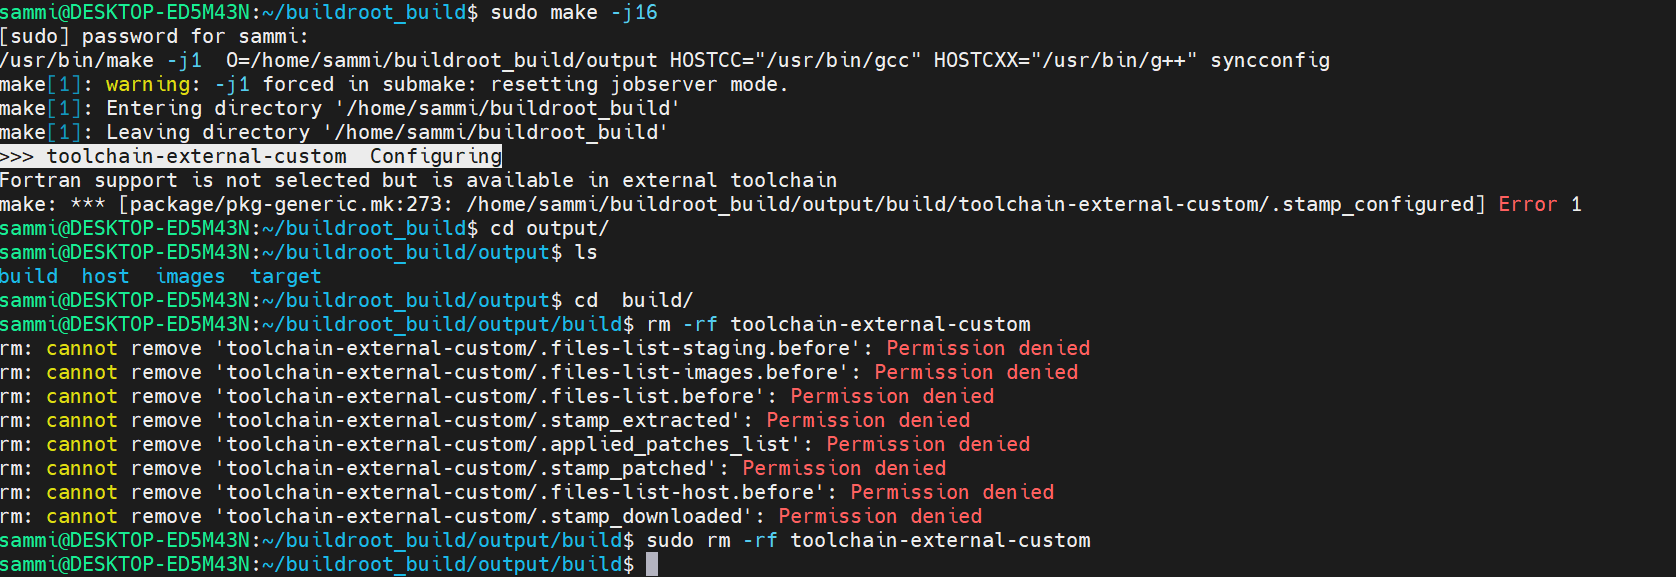 sammi@DESKTOP-ED5M43N:~/buildroot_build$ sudo make -j16
[sudo] password for sammi:
/usr/bin/make -j1  O=/home/sammi/buildroot_build/output HOSTCC="/usr/bin/gcc" HOSTCXX="/usr/bin/g++" syncconfig
make[1]: warning: -j1 forced in submake: resetting jobserver mode.
make[1]: Entering directory '/home/sammi/buildroot_build'
make[1]: Leaving directory '/home/sammi/buildroot_build'
>>> toolchain-external-custom  Configuring
Fortran support is not selected but is available in external toolchain
make: *** [package/pkg-generic.mk:273: /home/sammi/buildroot_build/output/build/toolchain-external-custom/.stamp_configured] Error 1
sammi@DESKTOP-ED5M43N:~/buildroot_build$ cd output/
sammi@DESKTOP-ED5M43N:~/buildroot_build/output$ ls
build  host  images  target
sammi@DESKTOP-ED5M43N:~/buildroot_build/output$ cd  build/
sammi@DESKTOP-ED5M43N:~/buildroot_build/output/build$ rm -rf toolchain-external-custom
rm: cannot remove 'toolchain-external-custom/.files-list-staging.before': Permission denied
rm: cannot remove 'toolchain-external-custom/.files-list-images.before': Permission denied
rm: cannot remove 'toolchain-external-custom/.files-list.before': Permission denied
rm: cannot remove 'toolchain-external-custom/.stamp_extracted': Permission denied
rm: cannot remove 'toolchain-external-custom/.applied_patches_list': Permission denied
rm: cannot remove 'toolchain-external-custom/.stamp_patched': Permission denied
rm: cannot remove 'toolchain-external-custom/.files-list-host.before': Permission denied
rm: cannot remove 'toolchain-external-custom/.stamp_downloaded': Permission denied
sammi@DESKTOP-ED5M43N:~/buildroot_build/output/build$ sudo rm -rf toolchain-external-custom
sammi@DESKTOP-ED5M43N:~/buildroot_build/output/build$